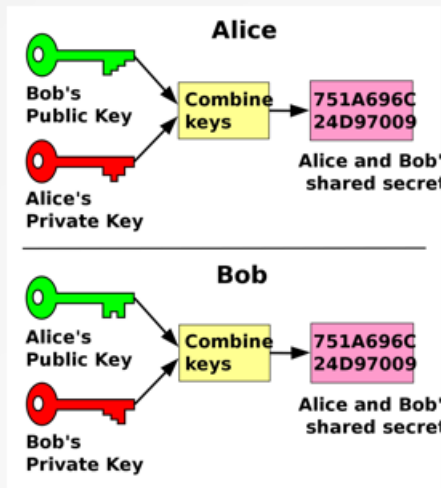 Alice
Bob's
Public Key
Combine
keys
751A696C
24D97009
Alice and Bob'
shared secret
Alice's
Private Key
Bob
Alice's
Public Key
Combine
keys
751A696C
24D97009
Alice and Bob'
shared secret
Bob's
Private Key